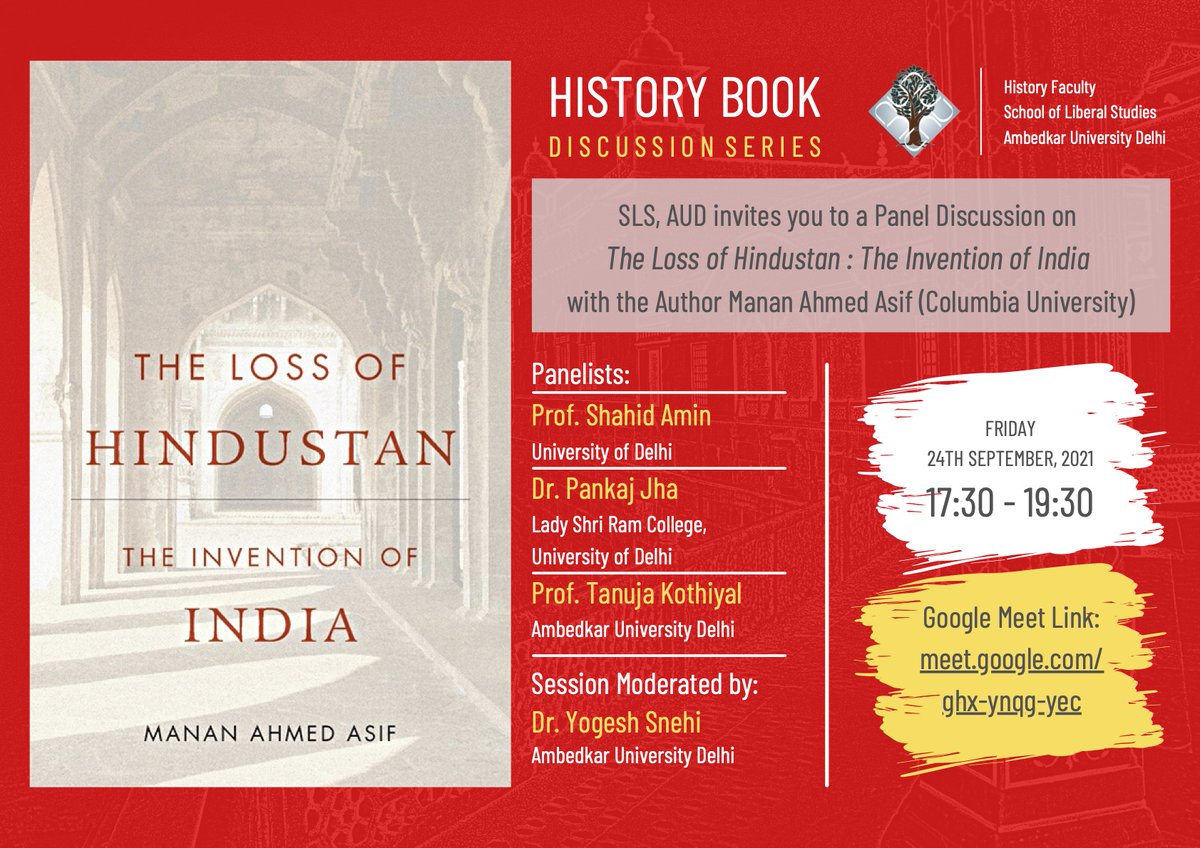 THE LOSS OF
HINDUSTAN
THE INVENTION OF
INDIA
MANAN AHMED ASIF
HISTORY BOOK
DISCUSSION SERIES
History Faculty
School of Liberal Studies
Ambedkar University Delhi
SLS, AUD invites you to a Panel Discussion on
The Loss of Hindustan : The Invention of India
with the Author Manan Ahmed Asif (Columbia University)
Panelists:
Prof. Shahid Amin
University of Delhi
Dr. Pankaj Jha
Lady Shri Ram College,
University of Delhi
Prof. Tanuja Kothiyal
Ambedkar University Delhi
Session Moderated by:
Dr. Yogesh Snehi
Ambedkar University Delhi
FRIDAY
24TH SEPTEMBER, 2021
17:30 - 19:30
Google Meet Link:
meet.google.com/
ghx-ynqg-yec